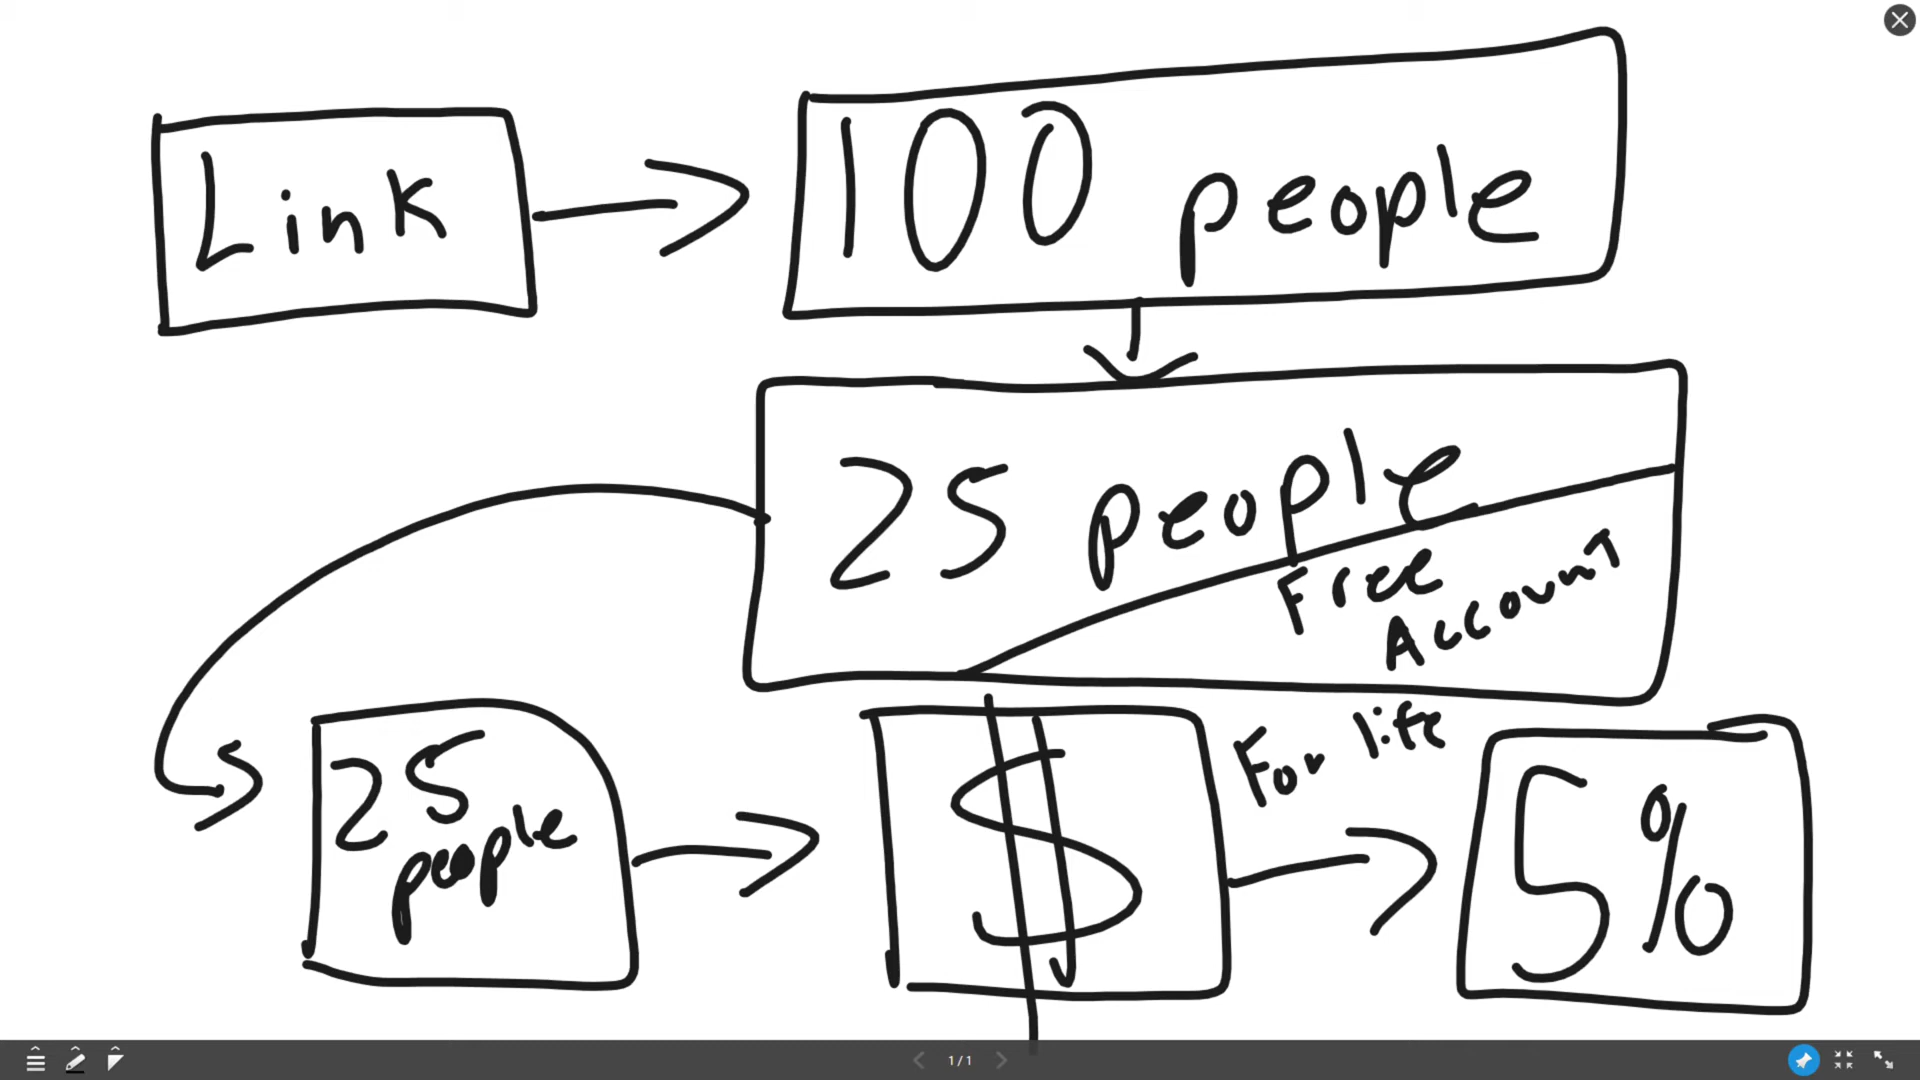 Link
100 people
25 people
Free
Account
25
people
$
For life
5%
1/1